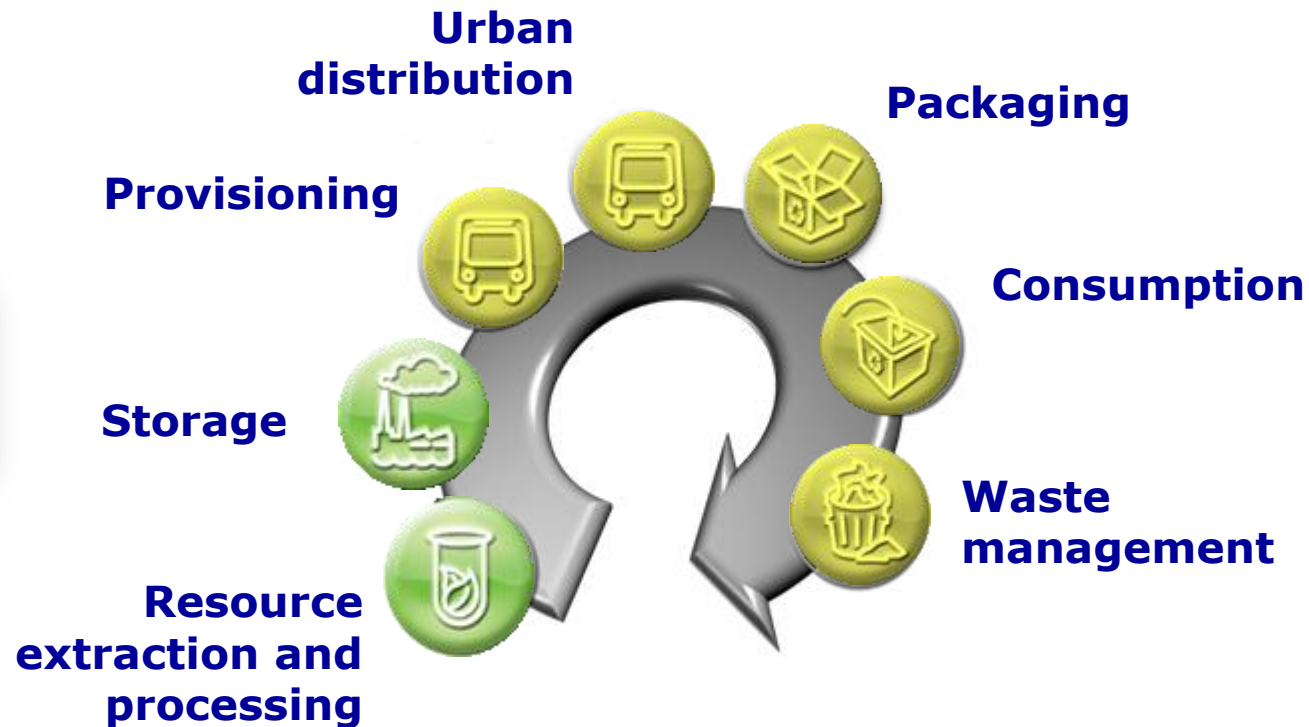 Urban
distribution
Packaging
Provisioning
Consumption
Storage
Waste
management
Resource
extraction and
processing